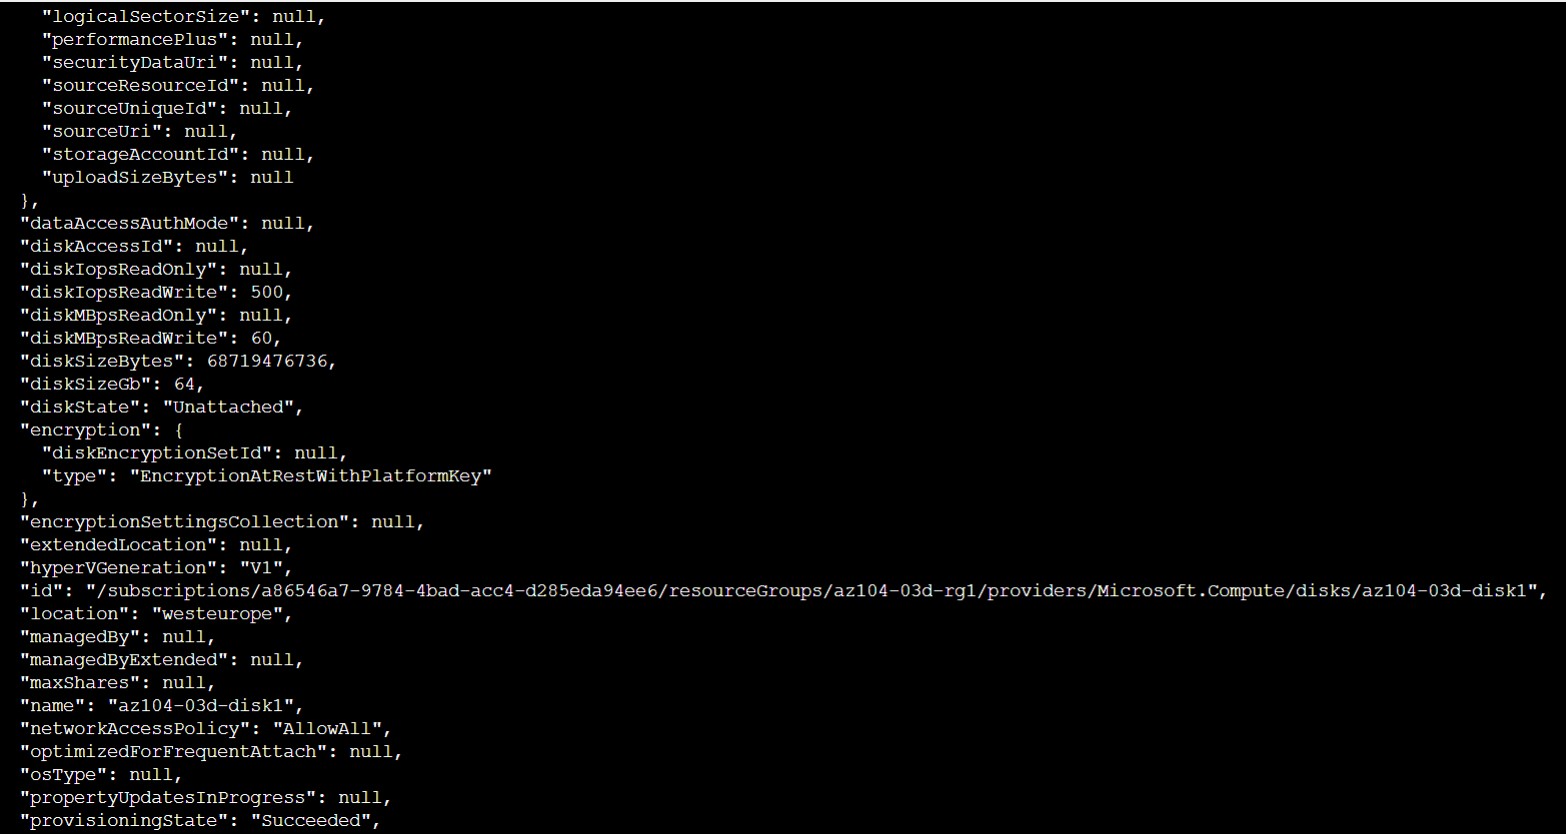 "logicalSectorSize": null,
"performancePlus": null,
"securityDataUri": null,
"sourceResourceId": null,
"sourceUniqueId": null,
"sourceUri": null,
"storageAccountId": null,
"uploadSizeBytes": null
},
"dataAccessAuthMode": null,
"diskAccessId": null,
"diskIopsReadOnly": null,
"diskIopsReadWrite": 500,
"diskMBpsReadOnly": null,
"diskMBpsReadWrite": 60,
"diskSizeBytes": 68719476736,
"diskSizeGb": 64,
"diskState": "Unattached",
"encryption": {
"diskEncryptionSetId": null,
"type": "EncryptionAtRestWithPlatformKey"
},
"encryptionSettingsCollection": null,
"extendedLocation": null,
"hyperVGeneration": "V1",
"id": "/subscriptions/a86546a7-9784-4bad-acc4-d285eda94ee6/resourceGroups/az104-03d-rg1/providers/Microsoft.Compute/disks/az104-03d-disk1",
"location": "westeurope",
"managedBy": null,
"managedByExtended": null,
"maxShares": null,
"name": "az104-03d-disk1",
"networkAccessPolicy": "AllowAll",
"optimizedForFrequentAttach": null,
"osType": null,
"propertyUpdatesInProgress": null,
"provisioningState": "Succeeded",